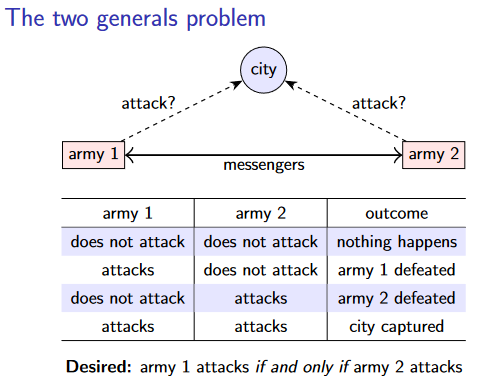 The two generals problem
city
attack? attack?
army 1 army 2
messengers
army 1 army 2 outcome
does not attack does not attack nothing happens
attacks does not attack army 1 defeated
does not attack attacks army 2 defeated
attacks attacks city captured
Desired: army 1 attacks if and only if army 2 attacks